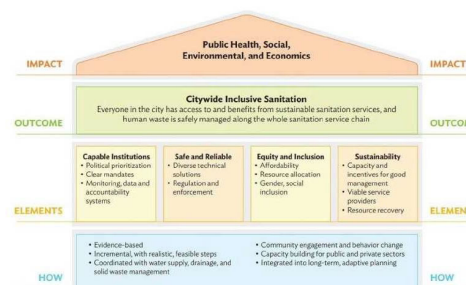 Public Health, Social,
Environmental, and Economics
IMPACT
IMPACT
Citywide Inclusive Sanitation
Everyone in the city has access to and benefits from sustainable sanitation services, and
human waste is safely managed along the whole sanitation service chain
OUTCOME
OUTCO
Capable Institutions
• Political prioritization
• Clear mandates
• Monitoring, data and
accountability
systems
Safe and Reliable
• Diverse technical
solutions
• Regulation and
enforcement
Equity and Inclusion
• Affordability
• Resource allocation
• Gender, social
inclusion
Sustainability
• Capacity and
incentives for good
management
• Viable service
providers
• Resource recovery
ELEMENTS
ELEMEN
• Evidence-based
• Incremental, with realistic, feasible steps
• Coordinated with water supply, drainage, and
solid waste management
• Community engagement and behavior change
• Capacity building for public and private sectors
• Integrated into long-term, adaptive planning
HOW
HOW